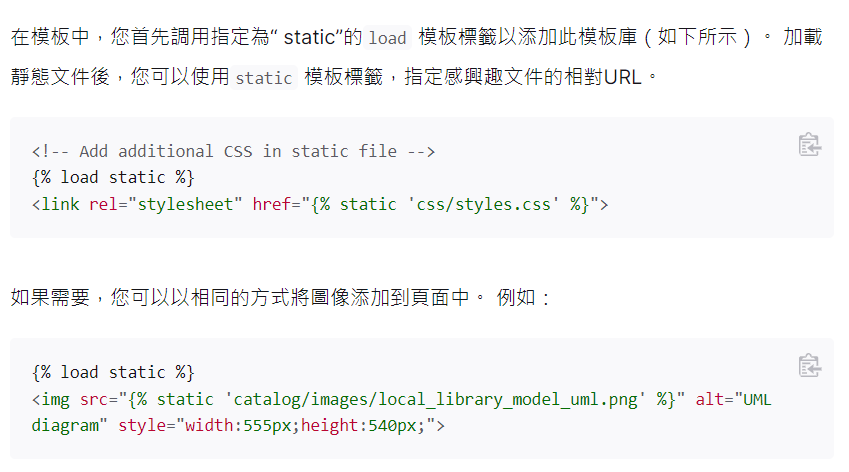 在模板中，您首先調用指定為“ static”的 load 模板標籤以添加此模板庫（如下所示）。 加載
靜態文件後，您可以使用 static 模板標籤，指定感興趣文件的相對URL。
<!-- Add additional CSS in static file -->
{% load static %}
<link rel="stylesheet" href="{% static 'css/styles.css' %}">
如果需要，您可以以相同的方式將圖像添加到頁面中。 例如：
{% load static %}
<img src="{% static 'catalog/images/local_library_model_uml.png' %}" alt="UML
diagram" style="width:555px;height:540px;">